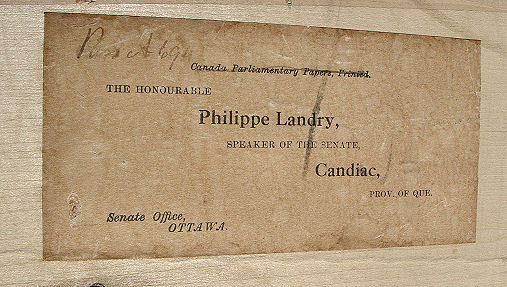 Canada Parliamentary Papers, Printed.
THE HONOURABLE
Philippe Landry,
SPEAKER OF THE SENATE,
Candiac,
PROV. OF QUE.
Senate Office,
OTTAWA.